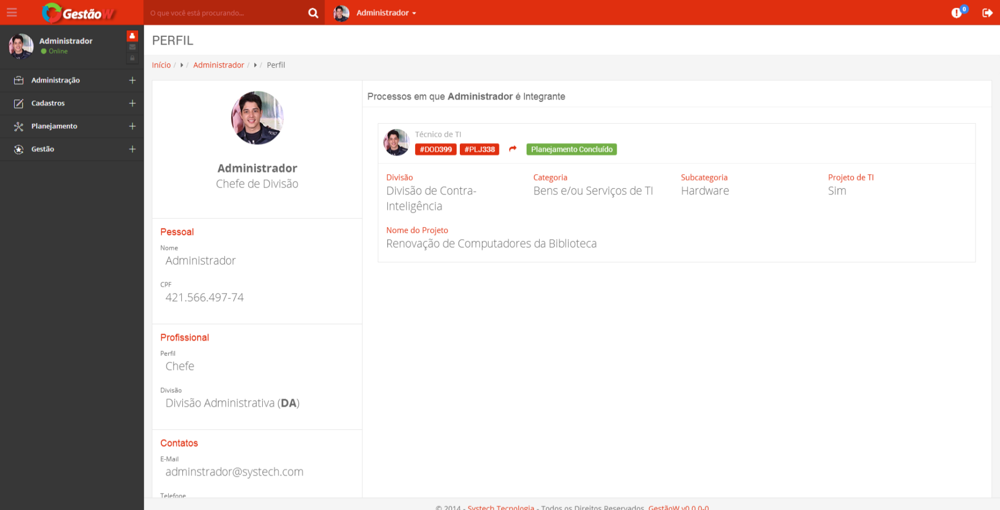 GestãoW
O que você está procurando...
Administrador
0
Administrador
Online
Administração
Cadastros
Planejamento
Gestão
PERFIL
Início / / Administrador / / Perfil
Administrador
Chefe de Divisão
Pessoal
Nome
Administrador
CPF
421.566.497-74
Profissional
Perfil
Chefe
Divisão
Divisão Administrativa (DA)
Contatos
E-Mail
adminstrador@systech.com
Telefone
Processos em que Administrador é Integrante
Técnico de TI
#DOD399 #PLJ338 Planejamento Concluído
Divisão
Divisão de Contra-
Inteligência
Categoria
Bens e/ou Serviços de TI
Subcategoria
Hardware
Projeto de TI
Sim
Nome do Projeto
Renovação de Computadores da Biblioteca
© 2014 - Systech Tecnologia - Todos os Direitos Reservados. GestãoW v0.0.0-0